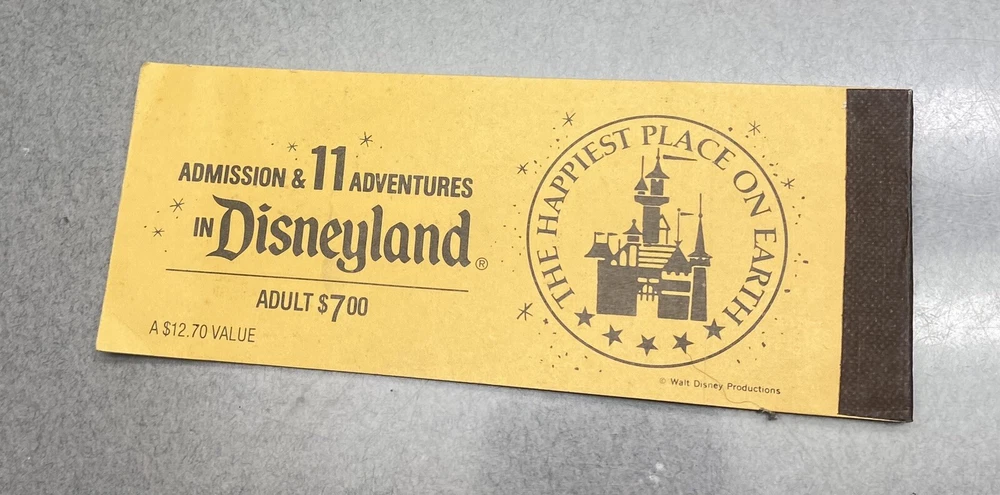 ADMISSION & 11 ADVENTURES
IN Disneyland®
ADULT $7.00
A $12.70 VALUE
THE HAPPIEST PLACE ON EARTH
© Walt Disney Productions